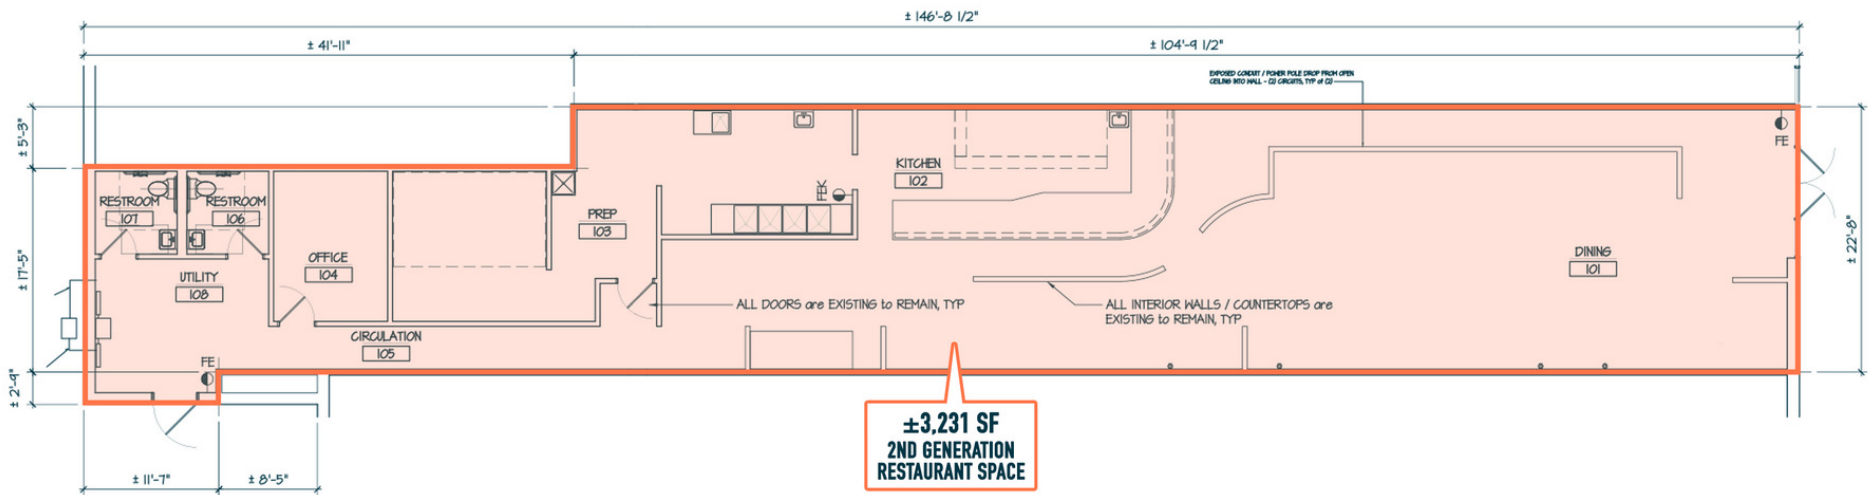 ± 146'-8 1/2"
± 41'-11"
± 104'-9 1/2"
EXPOSED CONDUIT / POWER POLE DROP FROM OPEN
CEILING INTO WALL - (2) CIRCUITS, TYP of (2)
± 5'-3"
FE
KITCHEN
102
FEK
RESTROOM
107
RESTROOM
106
PREP
103
± 22'-8"
± 17'-5"
OFFICE
104
DINING
101
UTILITY
108
ALL DOORS are EXISTING to REMAIN, TYP
ALL INTERIOR WALLS / COUNTERTOPS are
EXISTING to REMAIN, TYP
CIRCULATION
105
FE
± 2'-9"
±3,231 SF
2ND GENERATION
RESTAURANT SPACE
± 11'-7"
± 8'-5"